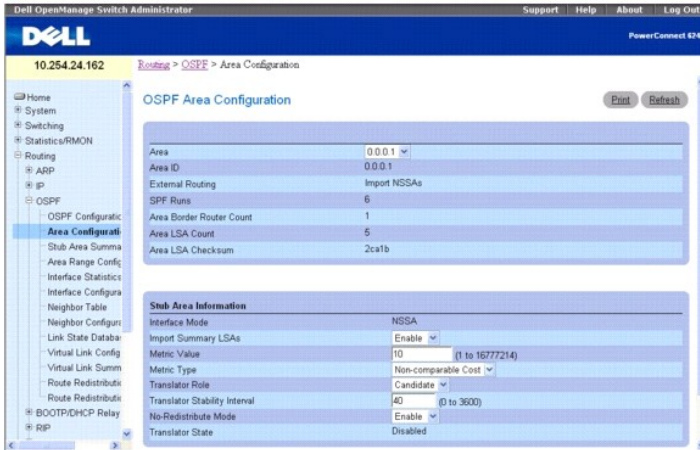 Dell OpenManage Switch Administrator
Support Help About Log Out
DELL
PowerConnect 624
10.254.24.162
Routing > OSPF > Area Configuration
Home
System
Switching
Statistics/RMON
Routing
ARP
IP
OSPF
OSPF Configuratic
Area Configurati
Stub Area Summa
Area Range Config
Interface Statistics
Interface Configura
Neighbor Table
Neighbor Configura
Link State Databa
Virtual Link Config
Virtual Link Summ
Route Redistributic
Route Redistributic
BOOTP/DHCP Relay
RIP
OSPF Area Configuration
Print Refresh
Area 0.0.0.1
Area ID 0.0.0.1
External Routing Import NSSAs
SPF Runs 6
Area Border Router Count 1
Area LSA Count 5
Area LSA Checksum 2ca1b
Stub Area Information
Interface Mode NSSA
Import Summary LSAs Enable
Metric Value 10 (1 to 16777214)
Metric Type Non-comparable Cost
Translator Role Candidate
Translator Stability Interval 40 (0 to 3600)
No-Redistribute Mode Enable
Translator State Disabled